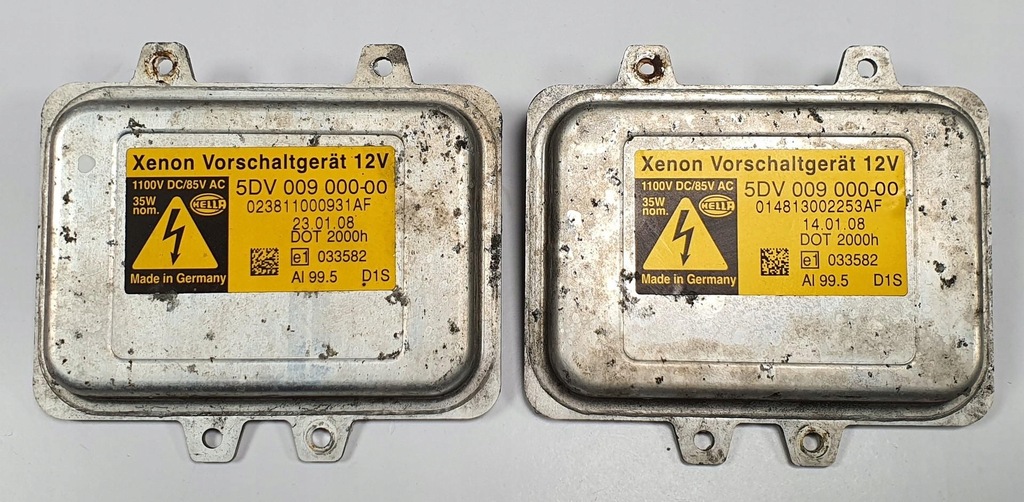 Xenon Vorschaltgerät 12V
1100V DC/85V AC
35W
nom.
HELLA
Made in Germany
5DV 009 000-00
023811000931AF
23.01.08
DOT 2000h
e1 033582
Al 99.5 D1S
Xenon Vorschaltgerät 12V
1100V DC/85V AC
35W
nom.
HELLA
Made in Germany
5DV 009 000-00
014813002253AF
14.01.08
DOT 2000h
e1 033582
Al 99.5 D1S